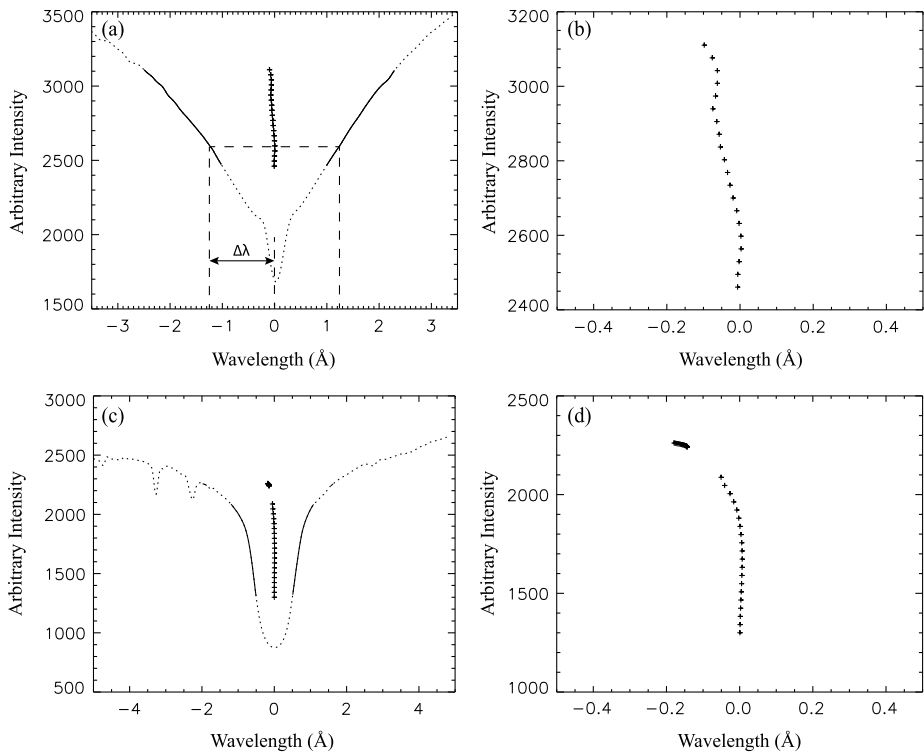 (a)
3500
3000
2500
2000
1500
Arbitrary Intensity
Δλ
−3 −2 −1 0 1 2 3
Wavelength (Å)
(b)
3200
3000
2800
2600
2400
Arbitrary Intensity
−0.4 −0.2 0.0 0.2 0.4
Wavelength (Å)
(c)
3000
2500
2000
1500
1000
500
Arbitrary Intensity
−4 −2 0 2 4
Wavelength (Å)
(d)
2500
2000
1500
1000
Arbitrary Intensity
−0.4 −0.2 0.0 0.2 0.4
Wavelength (Å)